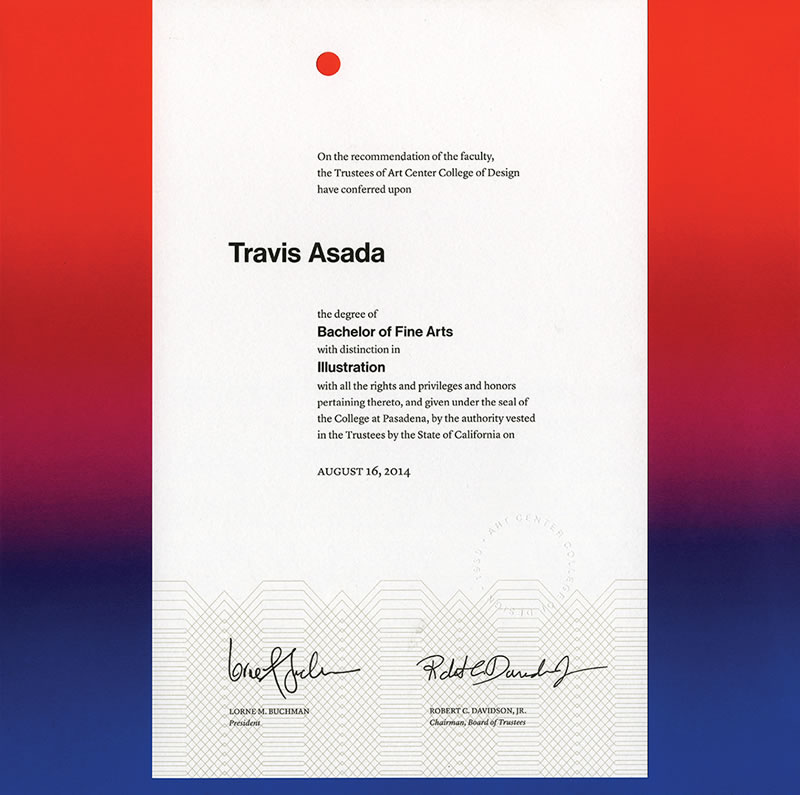 On the recommendation of the faculty,
the Trustees of Art Center College of Design
have conferred upon
Travis Asada
the degree of
Bachelor of Fine Arts
with distinction in
Illustration
with all the rights and privileges and honors
pertaining thereto, and given under the seal of
the College at Pasadena, by the authority vested
in the Trustees by the State of California on
AUGUST 16, 2014
ART CENTER COLLEGE OF DESIGN • 1930 •
LORNE M. BUCHMAN
President
ROBERT C. DAVIDSON, JR.
Chairman, Board of Trustees